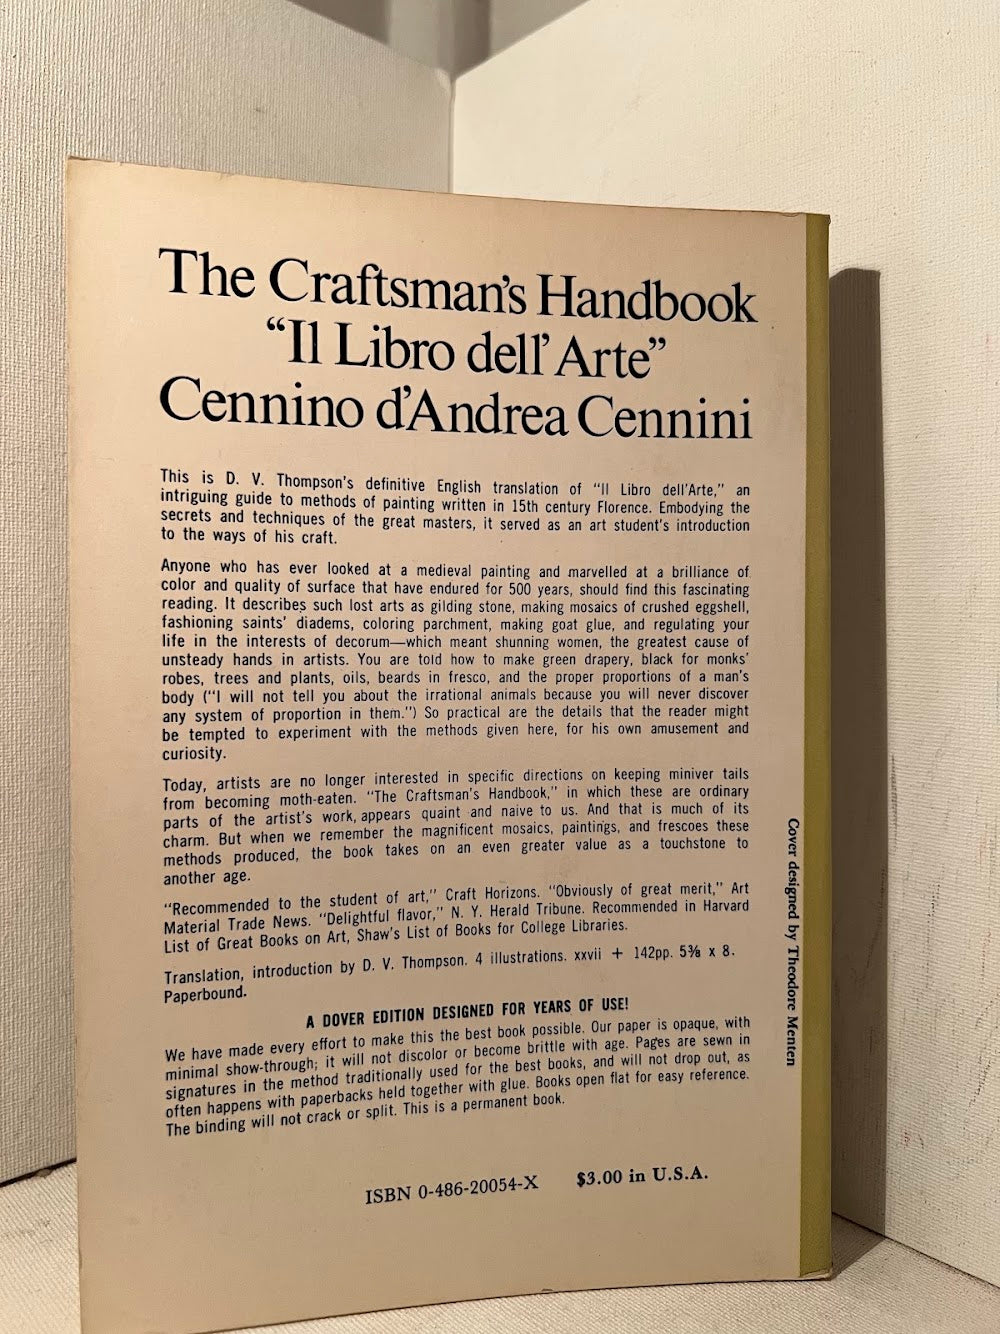 The Craftsman's Handbook
“Il Libro dell’Arte”
Cennino d'Andrea Cennini
This is D. V. Thompson's definitive English translation of “Il Libro dell'Arte,” an
intriguing guide to methods of painting written in 15th century Florence. Embodying the
secrets and techniques of the great masters, it served as an art student's introduction
to the ways of his craft.
Anyone who has ever looked at a medieval painting and marvelled at a brilliance of
color and quality of surface that have endured for 500 years, should find this fascinating
reading. It describes such lost arts as gilding stone, making mosaics of crushed eggshell,
fashioning saints' diadems, coloring parchment, making goat glue, and regulating your
life in the interests of decorum—which meant shunning women, the greatest cause of
unsteady hands in artists. You are told how to make green drapery, black for monks'
robes, trees and plants, oils, beards in fresco, and the proper proportions of a man's
body (“I will not tell you about the irrational animals because you will never discover
any system of proportion in them.”) So practical are the details that the reader might
be tempted to experiment with the methods given here, for his own amusement and
curiosity.
Today, artists are no longer interested in specific directions on keeping miniver tails
from becoming moth-eaten. “The Craftsman's Handbook,” in which these are ordinary
parts of the artist's work, appears quaint and naive to us. And that is much of its
charm. But when we remember the magnificent mosaics, paintings, and frescoes these
methods produced, the book takes on an even greater value as a touchstone to
another age.
“Recommended to the student of art,” Craft Horizons. “Obviously of great merit,” Art
Material Trade News. “Delightful flavor,” N. Y. Herald Tribune. Recommended in Harvard
List of Great Books on Art, Shaw's List of Books for College Libraries.
Translation, introduction by D. V. Thompson. 4 illustrations. xxvii + 142pp. 5⅜ x 8.
Paperbound.
A DOVER EDITION DESIGNED FOR YEARS OF USE!
We have made every effort to make this the best book possible. Our paper is opaque, with
minimal show-through; it will not discolor or become brittle with age. Pages are sewn in
signatures in the method traditionally used for the best books, and will not drop out, as
often happens with paperbacks held together with glue. Books open flat for easy reference.
The binding will not crack or split. This is a permanent book.
ISBN 0-486-20054-X $3.00 in U.S.A.
Cover designed by Theodore Menten